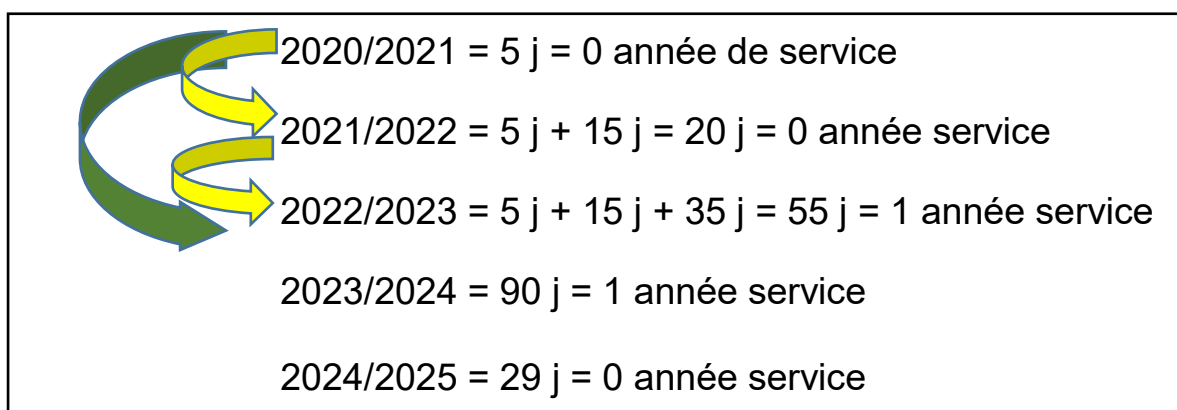 2020/2021 = 5 j = 0 année de service
2021/2022 = 5 j + 15 j = 20 j = 0 année service
2022/2023 = 5 j + 15 j + 35 j = 55 j = 1 année service
2023/2024 = 90 j = 1 année service
2024/2025 = 29 j = 0 année service